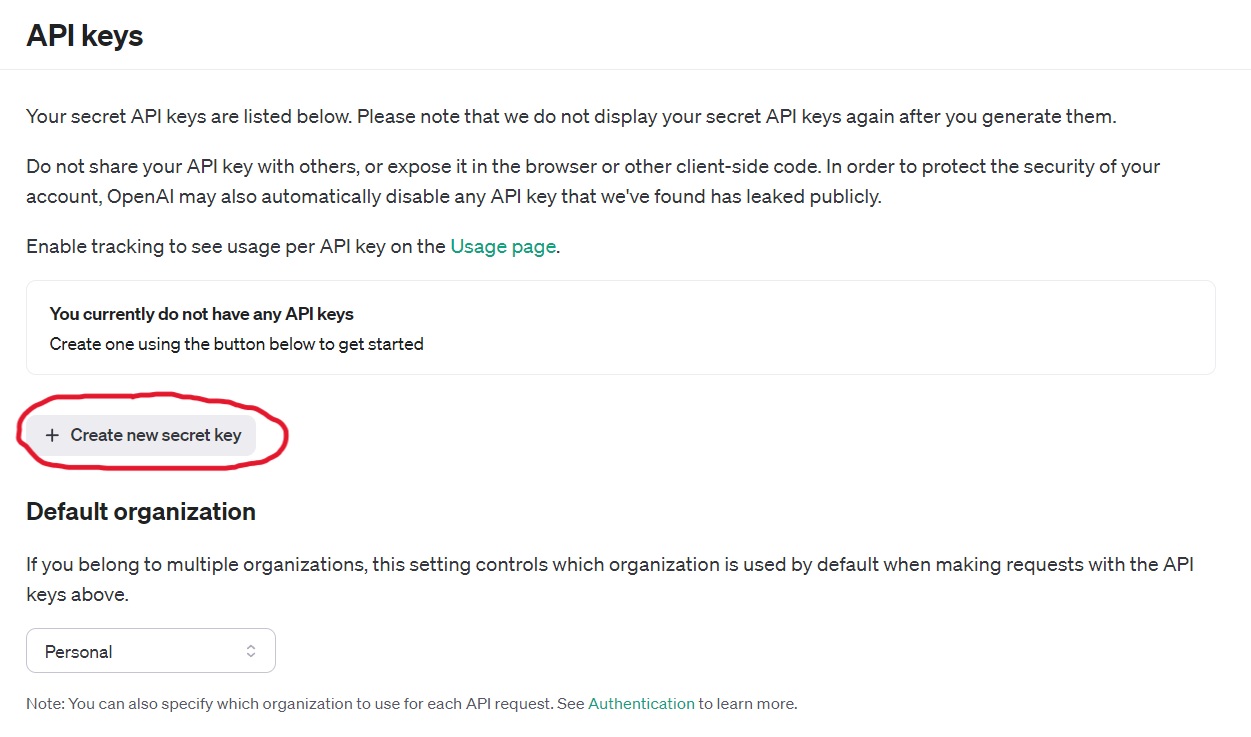 API keys
Your secret API keys are listed below. Please note that we do not display your secret API keys again after you generate them.
Do not share your API key with others, or expose it in the browser or other client-side code. In order to protect the security of your
account, OpenAI may also automatically disable any API key that we've found has leaked publicly.
Enable tracking to see usage per API key on the Usage page.
You currently do not have any API keys
Create one using the button below to get started
+ Create new secret key
Default organization
If you belong to multiple organizations, this setting controls which organization is used by default when making requests with the API
keys above.
Personal
Note: You can also specify which organization to use for each API request. See Authentication to learn more.